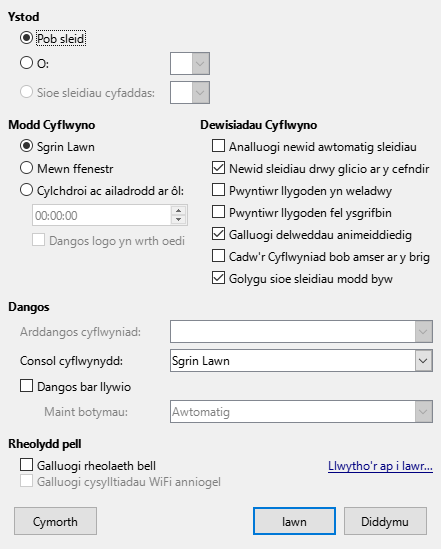 Ystod
Pob sleid
O:
Sioe sleidiau cyfaddas:
Modd Cyflwyno
Sgrin Lawn
Mewn ffenestr
Cylchdroi ac ailadrodd ar ôl:
00:00:00
Dangos logo yn wrth oedi
Dewisiadau Cyflwyno
Analluogi newid awtomatig sleidiau
Newid sleidiau drwy glicio ar y cefndir
Pwyntiwr llygoden yn weladwy
Pwyntiwr llygoden fel ysgrifbin
Galluogi delweddau animeiddiedig
Cadw'r Cyflwyniad bob amser ar y brig
Golygu sioe sleidiau modd byw
Dangos
Arddangos cyflwyniad:
Consol cyflwynydd: Sgrin Lawn
Dangos bar llywio
Maint botymau: Awtomatig
Rheolydd pell
Galluogi rheolaeth bell
Llwytho'r ap i lawr...
Galluogi cysylltiadau WiFi anniogel
Cymorth
Iawn
Diddymu